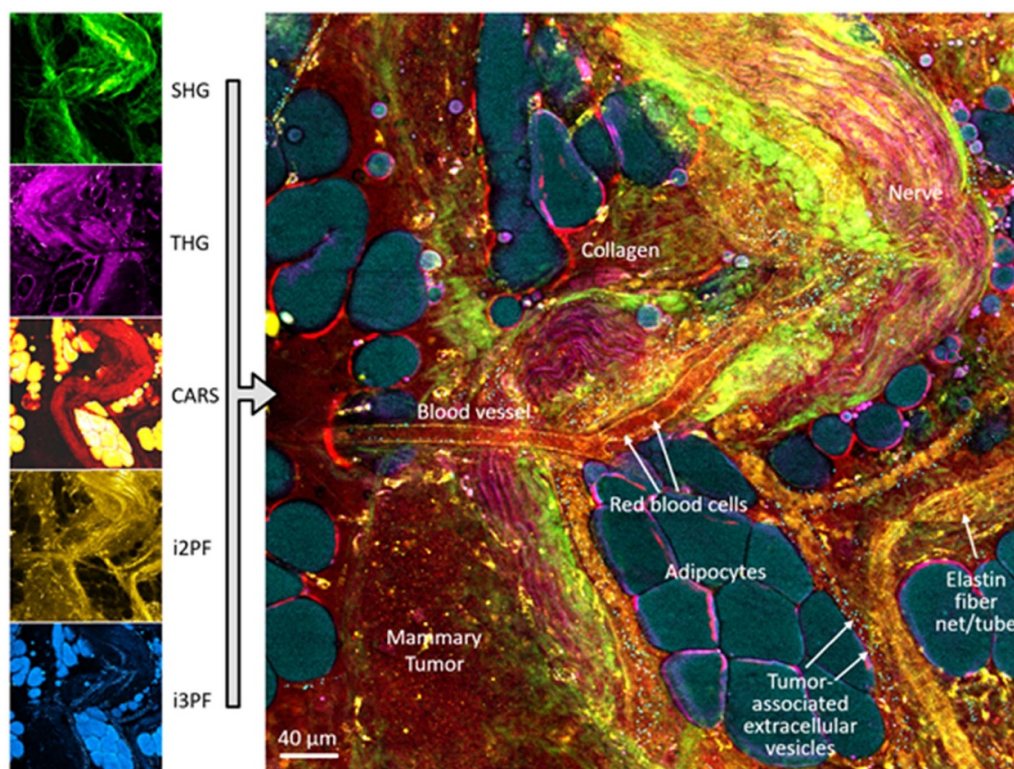 SHG
THG
CARS
i2PF
i3PF
Nerve
Collagen
Blood vessel
Red blood cells
Adipocytes
Elastin
fiber
net/tube
Mammary
Tumor
Tumor-
associated
extracellular
vesicles
40 µm